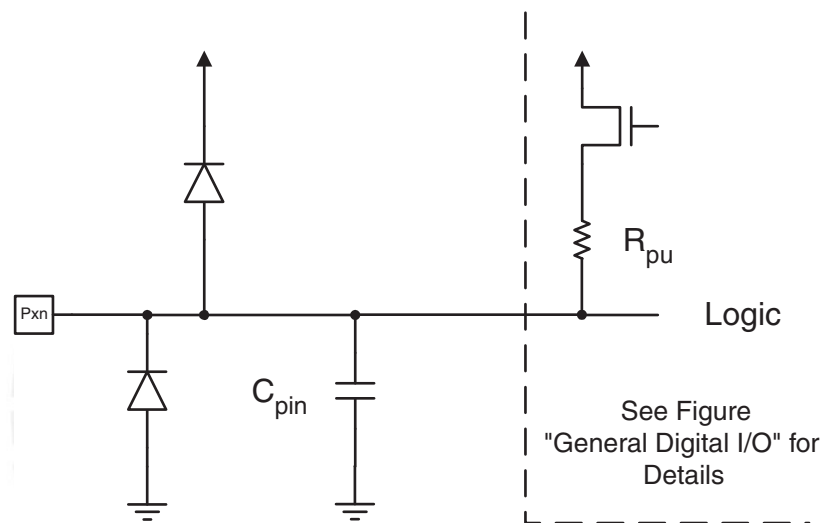 R_pu
Pxn
Logic
C_pin
See Figure
"General Digital I/O" for
Details